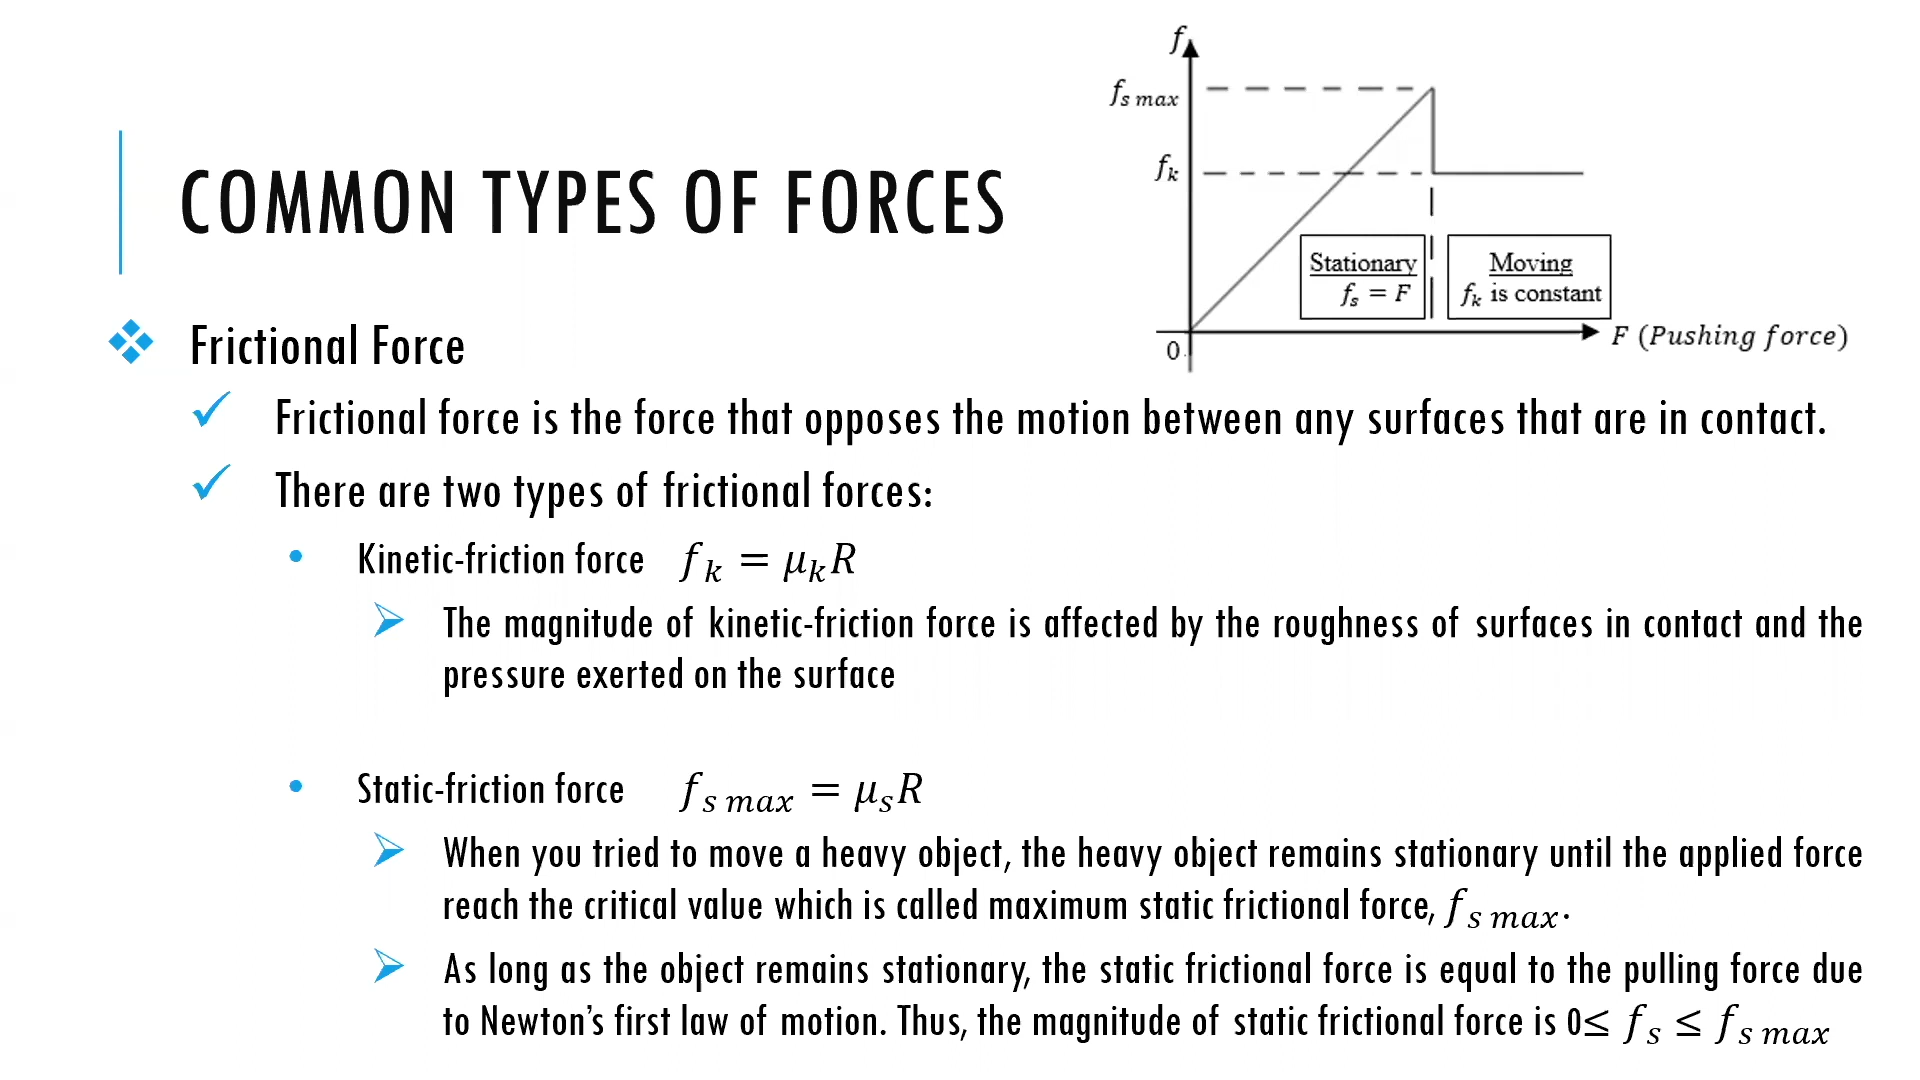 COMMON TYPES OF FORCES
f
f_{s max}
f_k
Stationary
f_s = F
Moving
f_k is constant
0
F (Pushing force)
Frictional Force
Frictional force is the force that opposes the motion between any surfaces that are in contact.
There are two types of frictional forces:
Kinetic-friction force f_k = μ_k R
The magnitude of kinetic-friction force is affected by the roughness of surfaces in contact and the
pressure exerted on the surface
Static-friction force f_{s max} = μ_s R
When you tried to move a heavy object, the heavy object remains stationary until the applied force
reach the critical value which is called maximum static frictional force, f_{s max}.
As long as the object remains stationary, the static frictional force is equal to the pulling force due
to Newton's first law of motion. Thus, the magnitude of static frictional force is 0≤ f_s ≤ f_{s max}